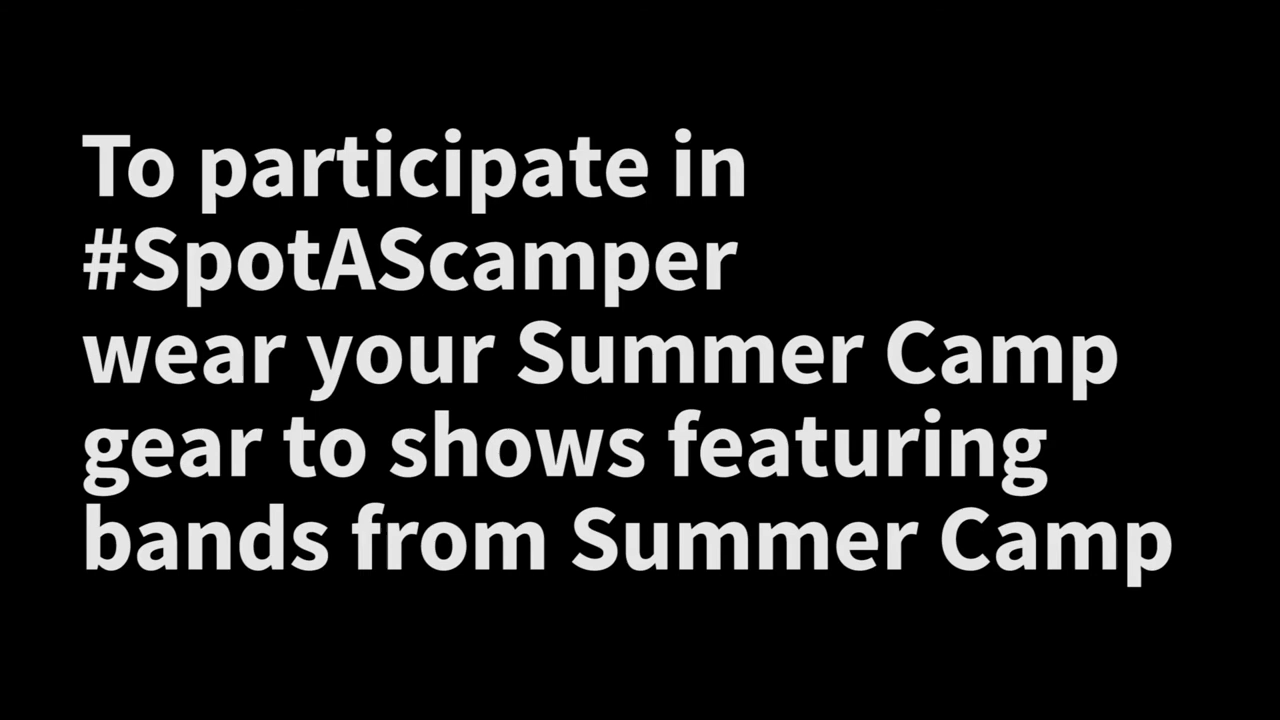 To participate in
#SpotAScamper
wear your Summer Camp
gear to shows featuring
bands from Summer Camp